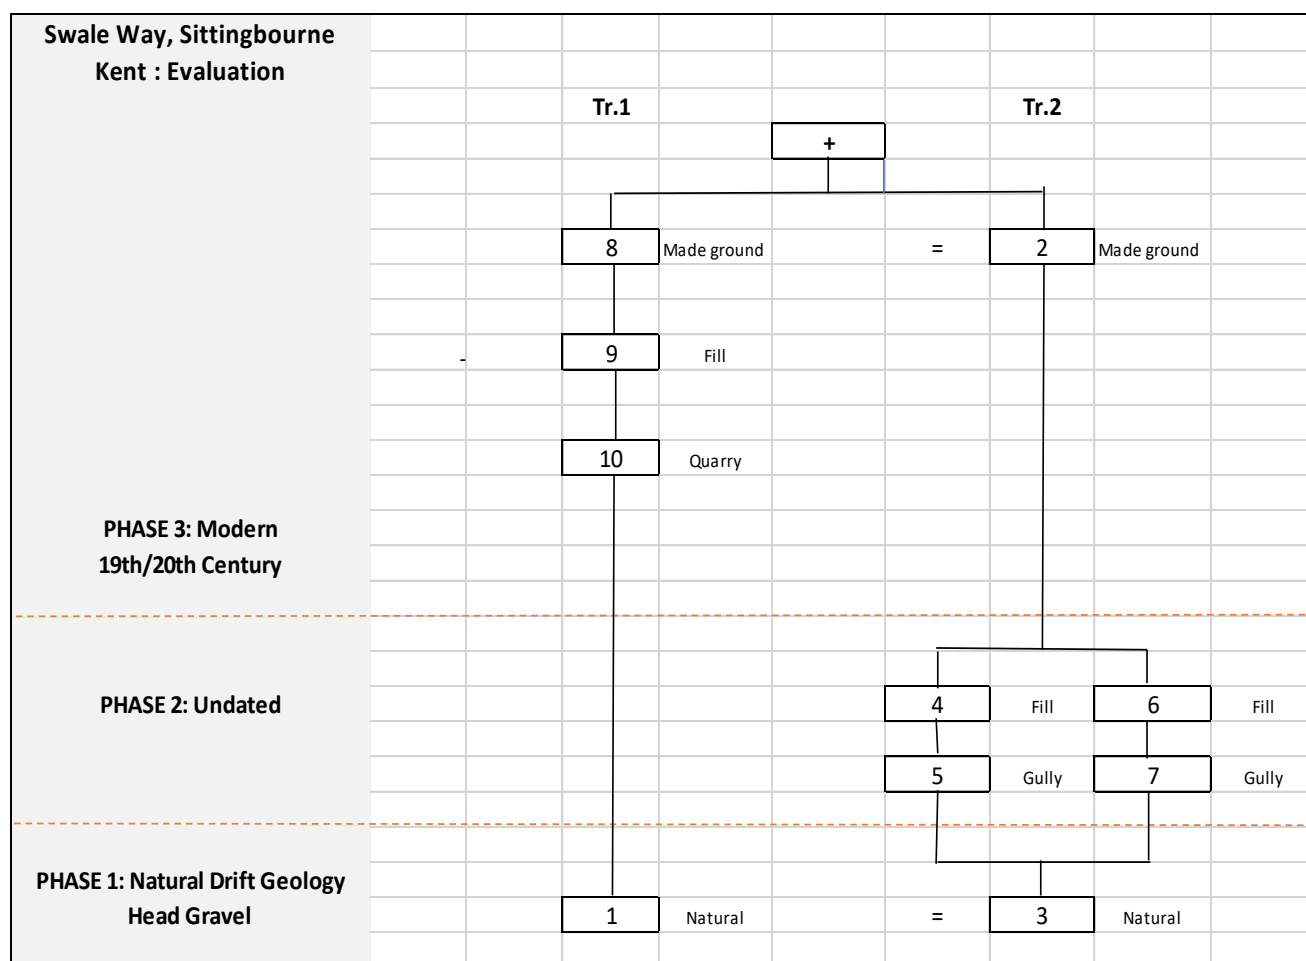 Swale Way, Sittingbourne
Kent : Evaluation
Tr.1 Tr.2
+
8 Made ground = 2 Made ground
- 9 Fill
10 Quarry
PHASE 3: Modern
19th/20th Century
PHASE 2: Undated 4 Fill 6 Fill
5 Gully 7 Gully
PHASE 1: Natural Drift Geology
Head Gravel 1 Natural = 3 Natural